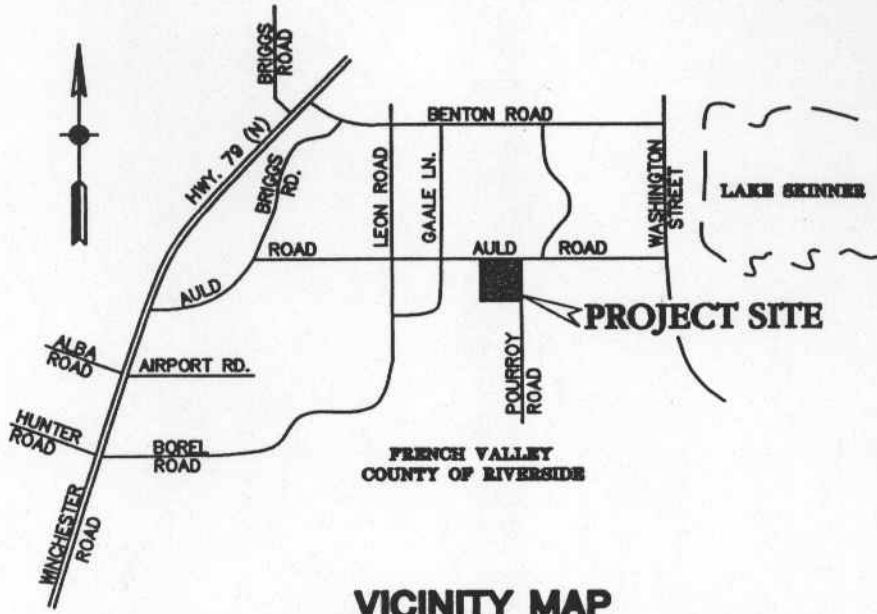 BRIGGS
ROAD
BENTON ROAD
HWY. 79 (N)
BRIGGS
RD.
LEON ROAD
GAALE LN.
WASHINGTON
STREET
LAKE SKINNER
ROAD
AULD
ROAD
AULD
PROJECT SITE
ALBA
ROAD
AIRPORT RD.
POURROY
ROAD
HUNTER
ROAD
BOREL
ROAD
FRENCH VALLEY
COUNTY OF RIVERSIDE
WINCHESTER
ROAD
VICINITY MAP